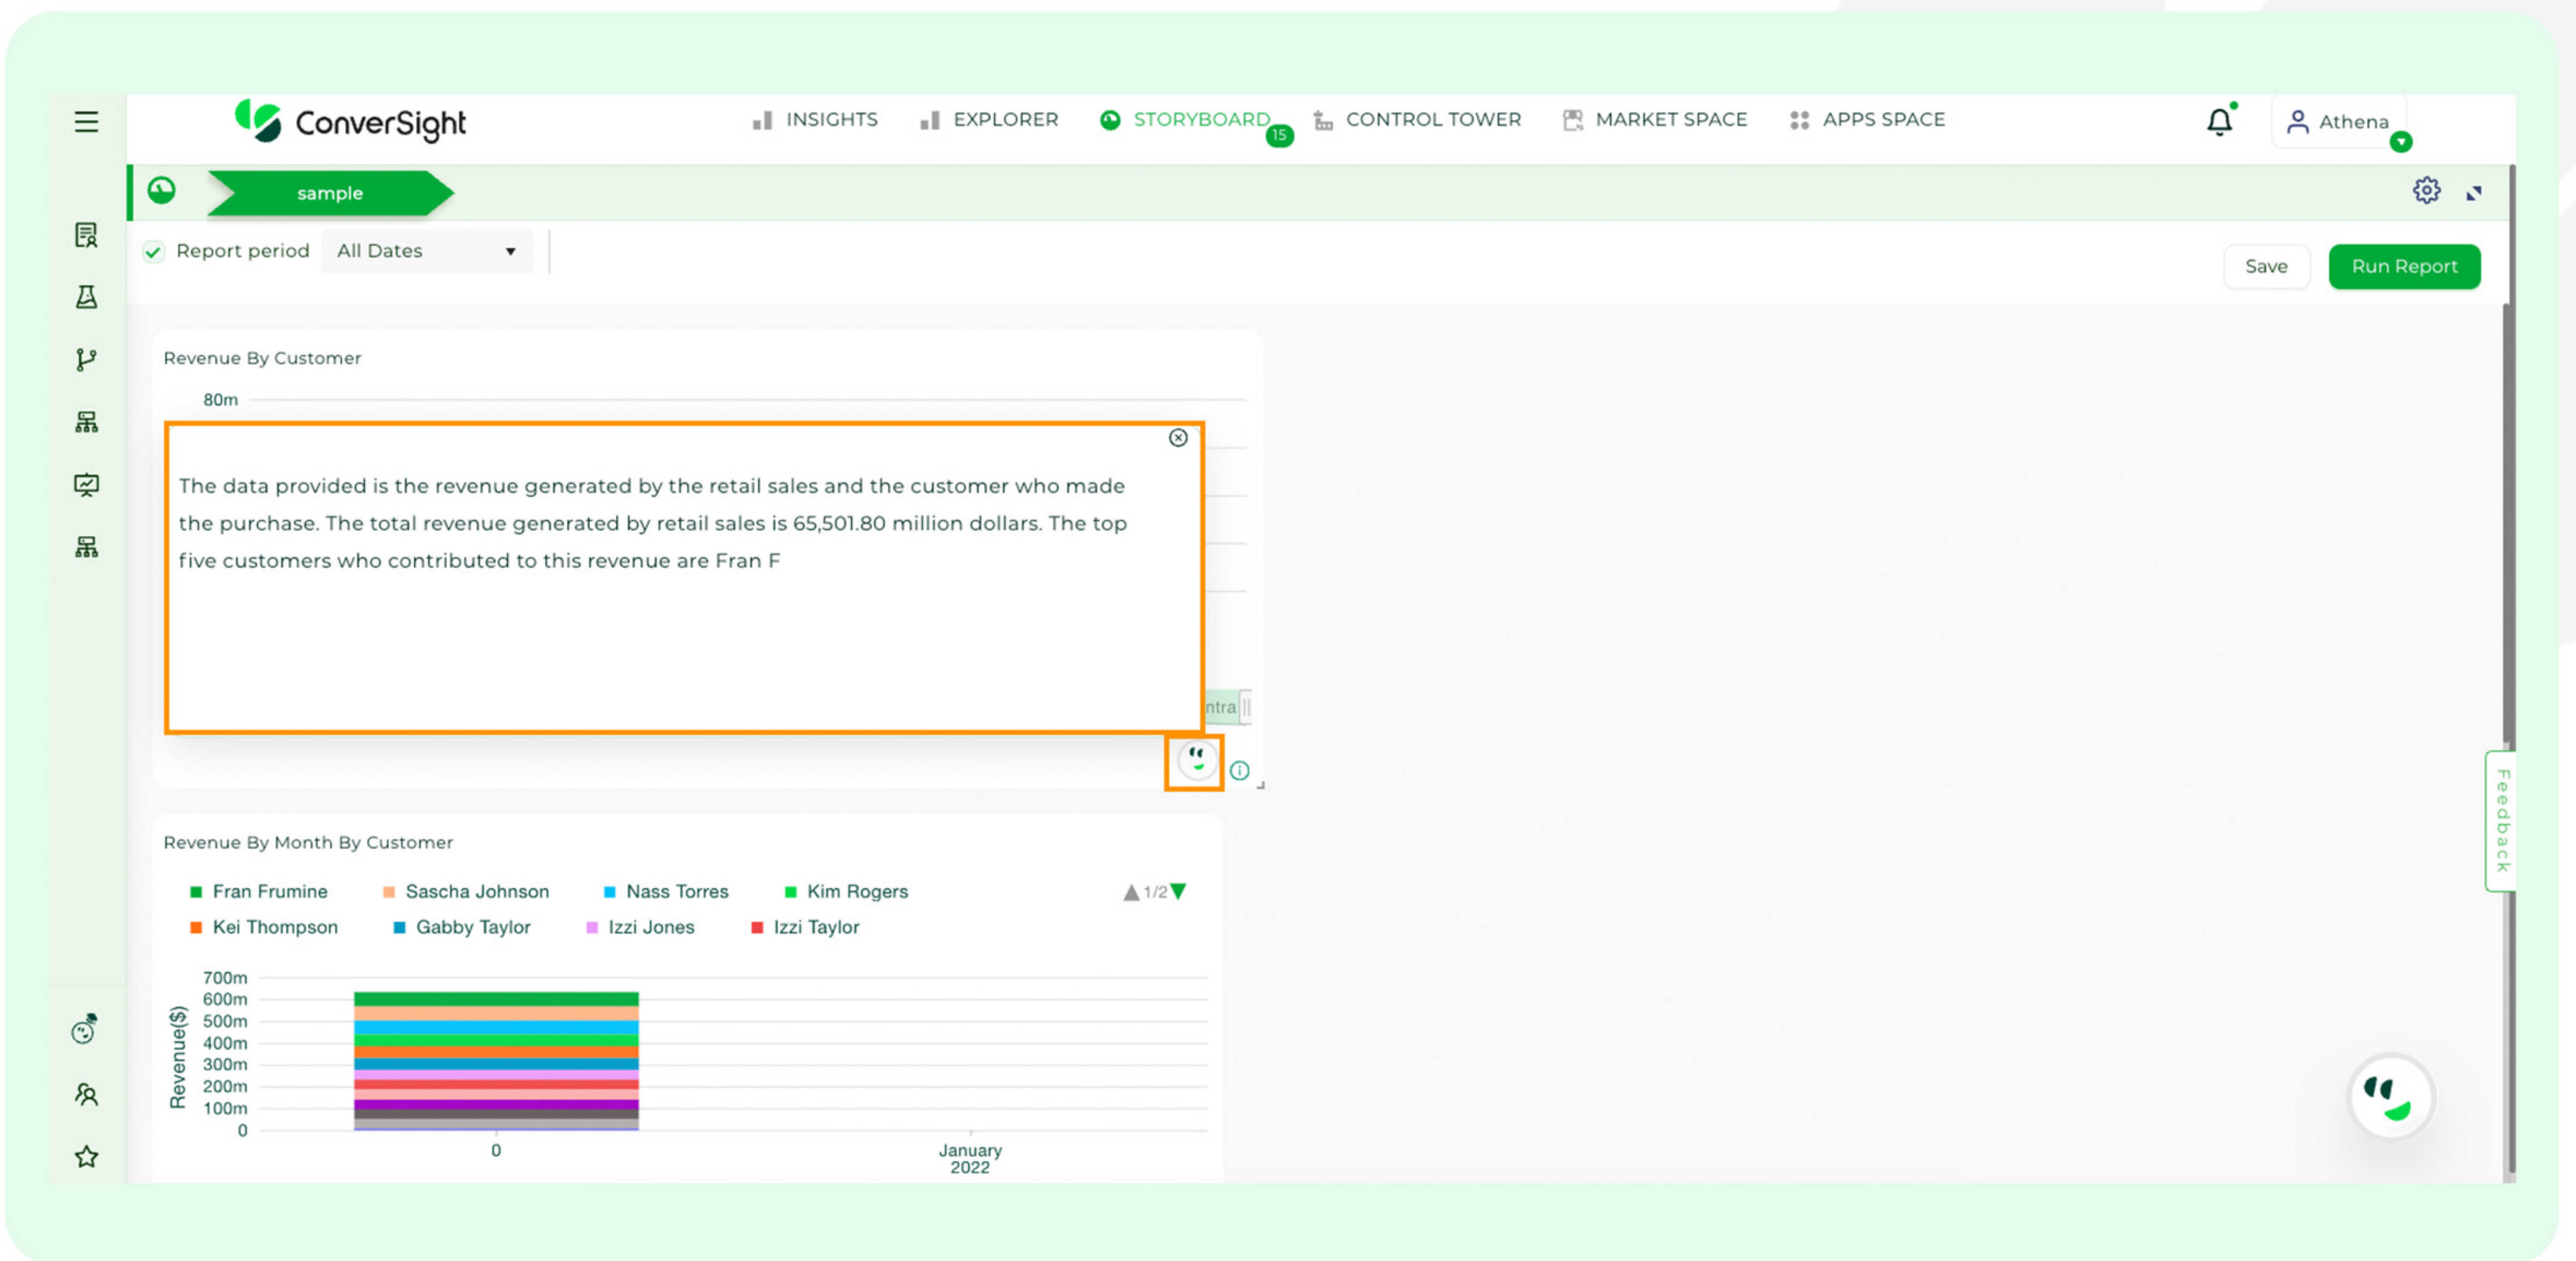 ConverSight
INSIGHTS
EXPLORER
STORYBOARD
15
CONTROL TOWER
MARKET SPACE
APPS SPACE
Athena
sample
Report period
All Dates
Save
Run Report
Revenue By Customer
80m
The data provided is the revenue generated by the retail sales and the customer who made
the purchase. The total revenue generated by retail sales is 65,501.80 million dollars. The top
five customers who contributed to this revenue are Fran F
ntra
Feedback
Revenue By Month By Customer
Fran Frumine
Sascha Johnson
Nass Torres
Kim Rogers
1/2
Kei Thompson
Gabby Taylor
Izzi Jones
Izzi Taylor
Revenue($)
700m
600m
500m
400m
300m
200m
100m
0
0
January
2022